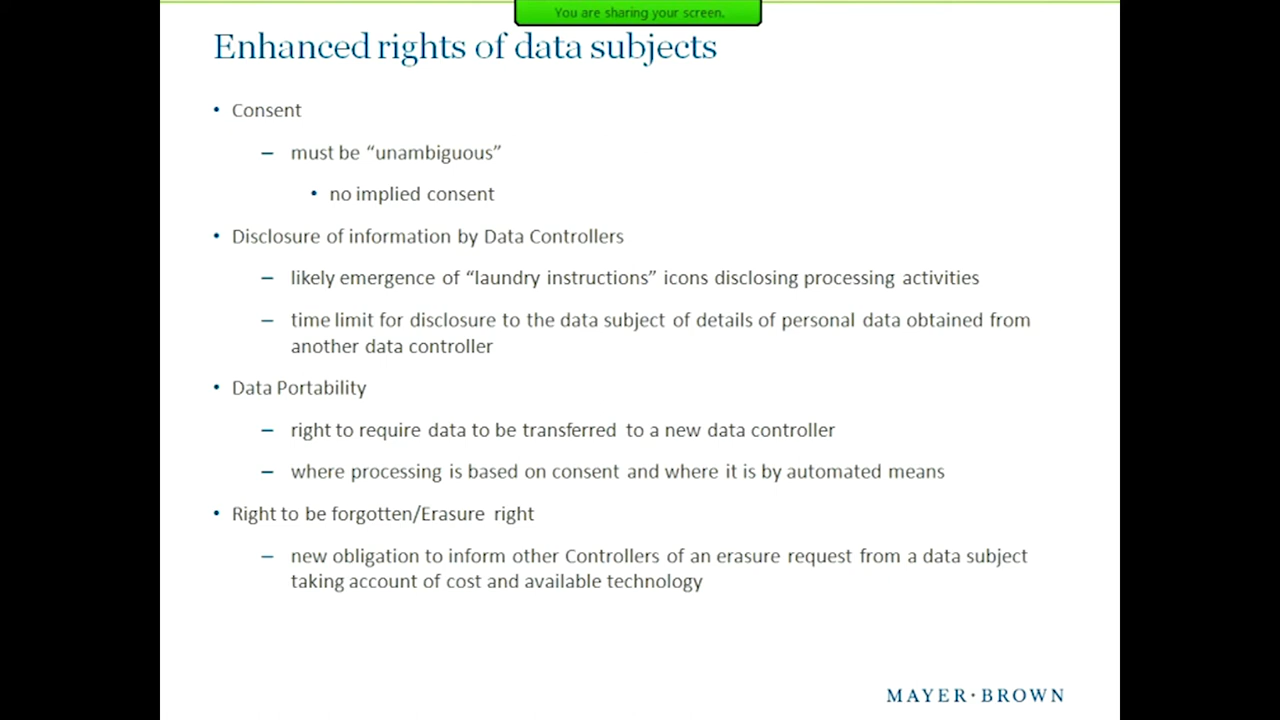 You are sharing your screen.
Enhanced rights of data subjects
• Consent
– must be “unambiguous”
• no implied consent
• Disclosure of information by Data Controllers
– likely emergence of “laundry instructions” icons disclosing processing activities
– time limit for disclosure to the data subject of details of personal data obtained from
another data controller
• Data Portability
– right to require data to be transferred to a new data controller
– where processing is based on consent and where it is by automated means
• Right to be forgotten/Erasure right
– new obligation to inform other Controllers of an erasure request from a data subject
taking account of cost and available technology
MAYER·BROWN